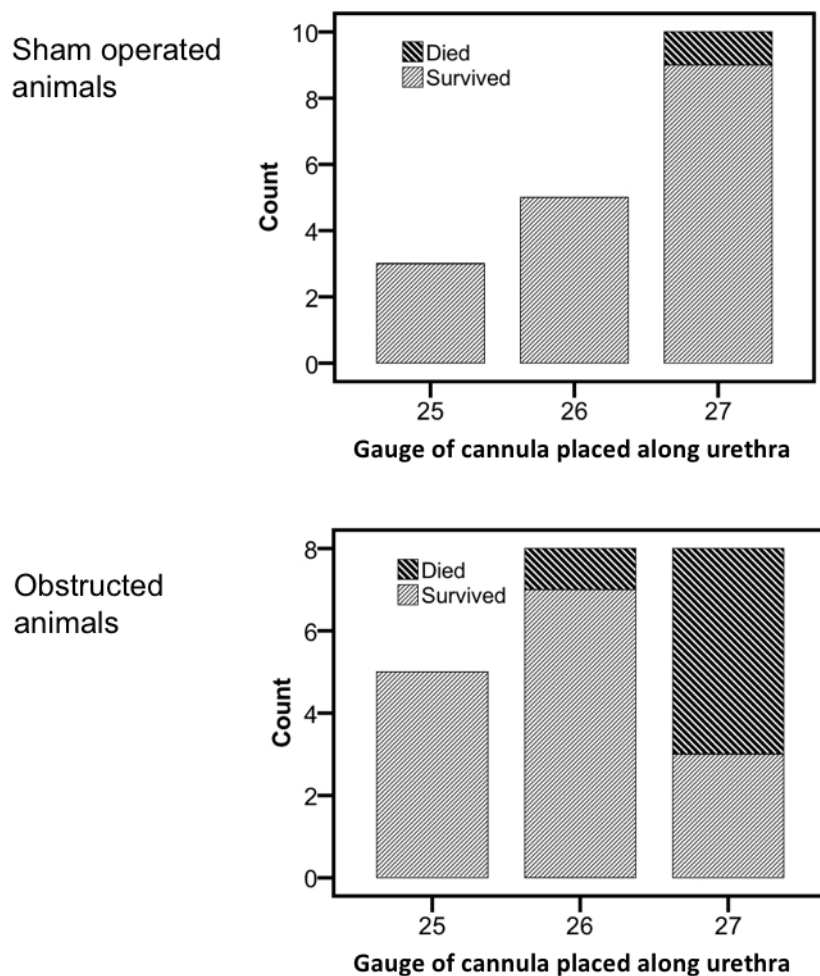 Sham operated
animals
Died
Survived
Count
10
8
6
4
2
0
25 26 27
Gauge of cannula placed along urethra
Obstructed
animals
Died
Survived
Count
8
6
4
2
0
25 26 27
Gauge of cannula placed along urethra